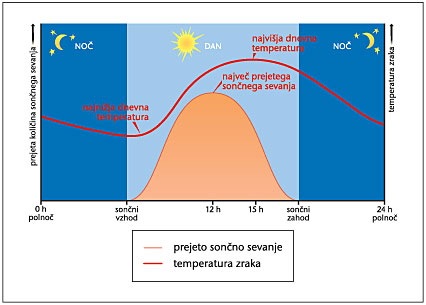 NOČ
DAN
NOČ
najvišja dnevna
temperatura
največ prejetega
sončnega sevanja
dnevna
temperatura
prejeta količina sončnega sevanja
temperatura zraka
0 h
polnoč
sončni
vzhod
12 h
15 h
sončni
zahod
24 h
polnoč
prejeto sončno sevanje
temperatura zraka